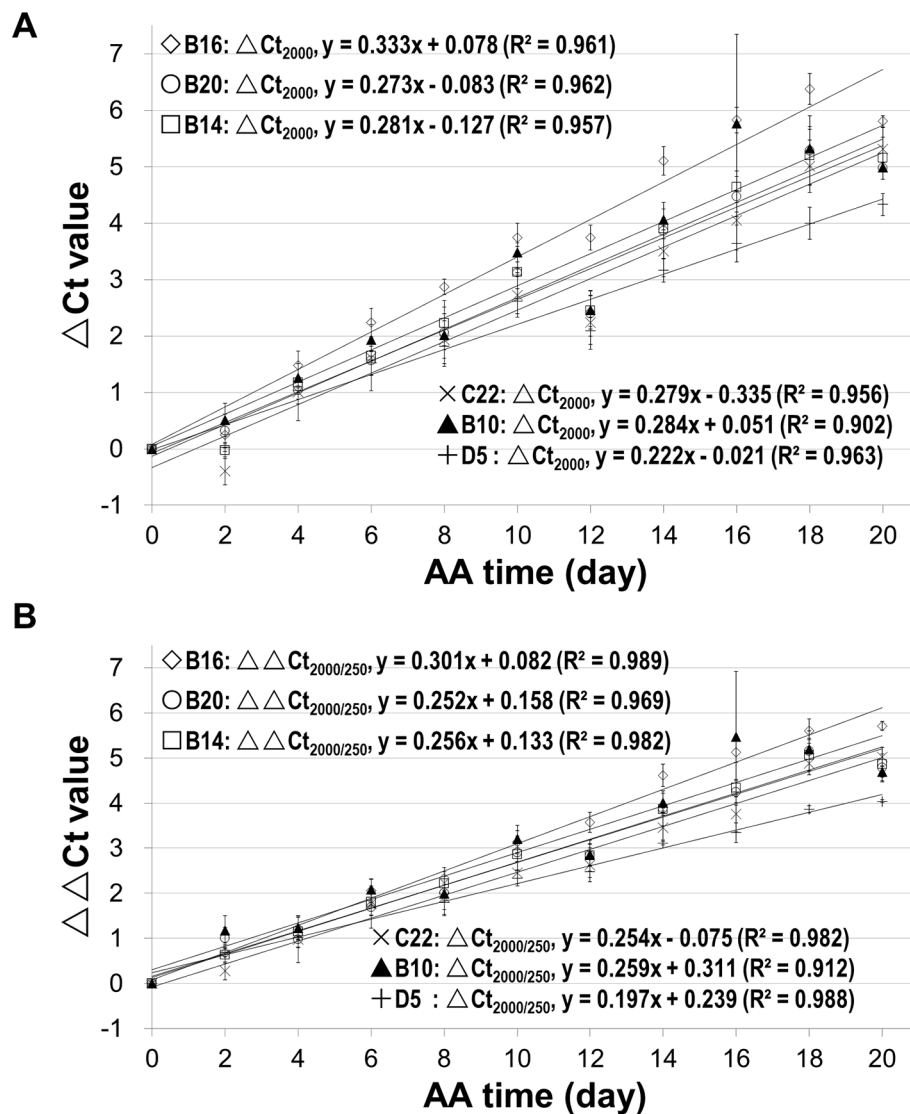 A
◇B16: △Ct2000, y = 0.333x + 0.078 (R² = 0.961)
○B20: △Ct2000, y = 0.273x - 0.083 (R² = 0.962)
□B14: △Ct2000, y = 0.281x - 0.127 (R² = 0.957)
7
6
5
4
3
2
1
0
-1
△Ct value
×C22: △Ct2000, y = 0.279x - 0.335 (R² = 0.956)
▲B10: △Ct2000, y = 0.284x + 0.051 (R² = 0.902)
+D5 : △Ct2000, y = 0.222x - 0.021 (R² = 0.963)
0 2 4 6 8 10 12 14 16 18 20
AA time (day)
B
◇B16: △△Ct2000/250, y = 0.301x + 0.082 (R² = 0.989)
○B20: △△Ct2000/250, y = 0.252x + 0.158 (R² = 0.969)
□B14: △△Ct2000/250, y = 0.256x + 0.133 (R² = 0.982)
7
6
5
4
3
2
1
0
-1
△△Ct value
×C22: △Ct2000/250, y = 0.254x - 0.075 (R² = 0.982)
▲B10: △Ct2000/250, y = 0.259x + 0.311 (R² = 0.912)
+D5 : △Ct2000/250, y = 0.197x + 0.239 (R² = 0.988)
0 2 4 6 8 10 12 14 16 18 20
AA time (day)